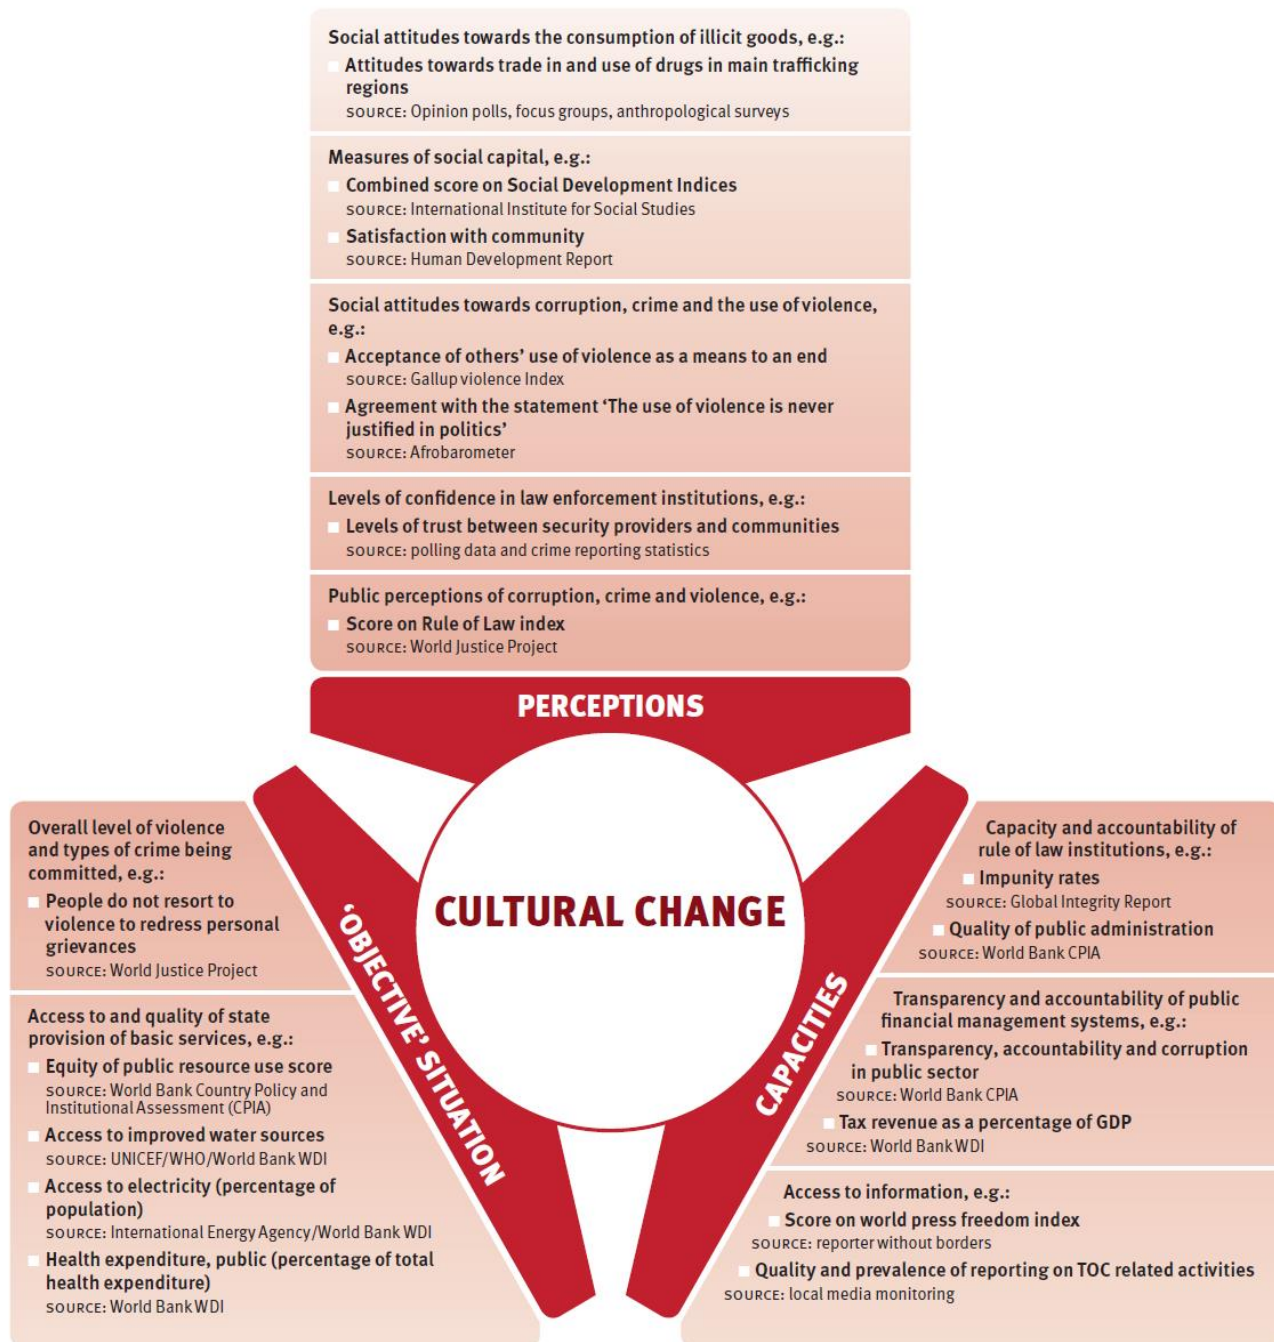 Social attitudes towards the consumption of illicit goods, e.g.:
Attitudes towards trade in and use of drugs in main trafficking
regions
SOURCE: Opinion polls, focus groups, anthropological surveys
Measures of social capital, e.g.:
Combined score on Social Development Indices
SOURCE: International Institute for Social Studies
Satisfaction with community
SOURCE: Human Development Report
Social attitudes towards corruption, crime and the use of violence,
e.g.:
Acceptance of others’ use of violence as a means to an end
SOURCE: Gallup violence Index
Agreement with the statement ‘The use of violence is never
justified in politics’
SOURCE: Afrobarometer
Levels of confidence in law enforcement institutions, e.g.:
Levels of trust between security providers and communities
SOURCE: polling data and crime reporting statistics
Public perceptions of corruption, crime and violence, e.g.:
Score on Rule of Law index
SOURCE: World Justice Project
PERCEPTIONS
CULTURAL CHANGE
‘OBJECTIVE’ SITUATION
Overall level of violence
and types of crime being
committed, e.g.:
People do not resort to
violence to redress personal
grievances
SOURCE: World Justice Project
Access to and quality of state
provision of basic services, e.g.:
Equity of public resource use score
SOURCE: World Bank Country Policy and
Institutional Assessment (CPIA)
Access to improved water sources
SOURCE: UNICEF/WHO/World Bank WDI
Access to electricity (percentage of
population)
SOURCE: International Energy Agency/World Bank WDI
Health expenditure, public (percentage of total
health expenditure)
SOURCE: World Bank WDI
CAPACITIES
Capacity and accountability of
rule of law institutions, e.g.:
Impunity rates
SOURCE: Global Integrity Report
Quality of public administration
SOURCE: World Bank CPIA
Transparency and accountability of public
financial management systems, e.g.:
Transparency, accountability and corruption
in public sector
SOURCE: World Bank CPIA
Tax revenue as a percentage of GDP
SOURCE: World Bank WDI
Access to information, e.g.:
Score on world press freedom index
SOURCE: reporter without borders
Quality and prevalence of reporting on TOC related activities
SOURCE: local media monitoring